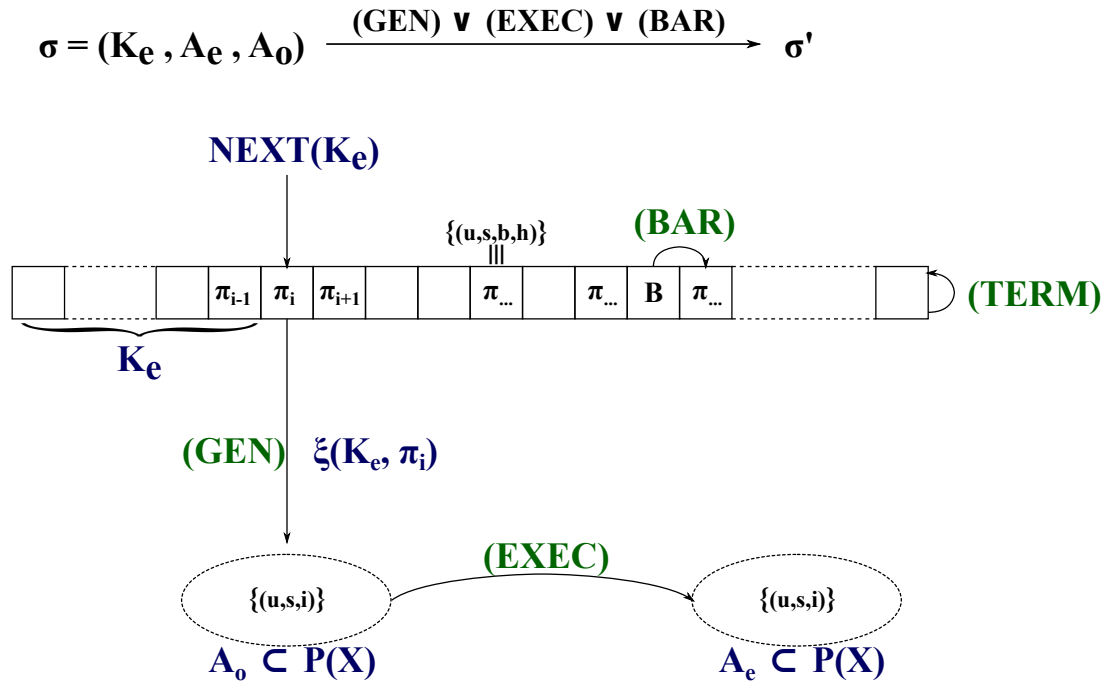 (GEN) ∨ (EXEC) ∨ (BAR)
σ = (Ke , Ae , Ao) σ'
NEXT(Ke)
{(u,s,b,h)} (BAR)
πi-1 πi πi+1 π... π... B π... (TERM)
Ke
(GEN) ξ(Ke, πi)
(EXEC)
{(u,s,i)} {(u,s,i)}
Ao ⊂ P(X) Ae ⊂ P(X)